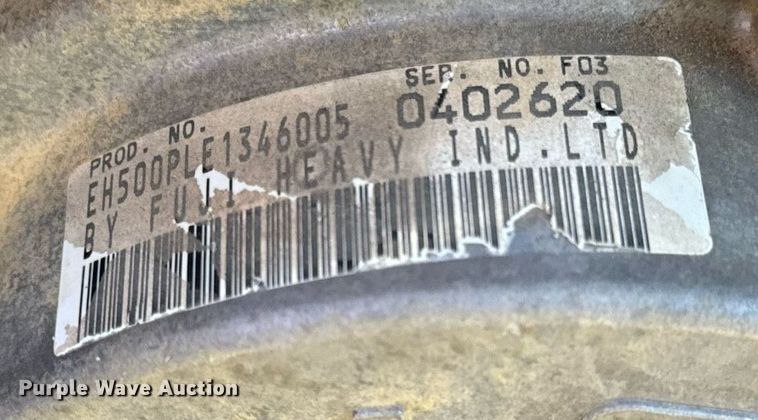 PROD. NO. SER. NO. F03
EH500PLE1346005 0402620
BY FUJI HEAVY IND.LTD
Purple Wave Auction